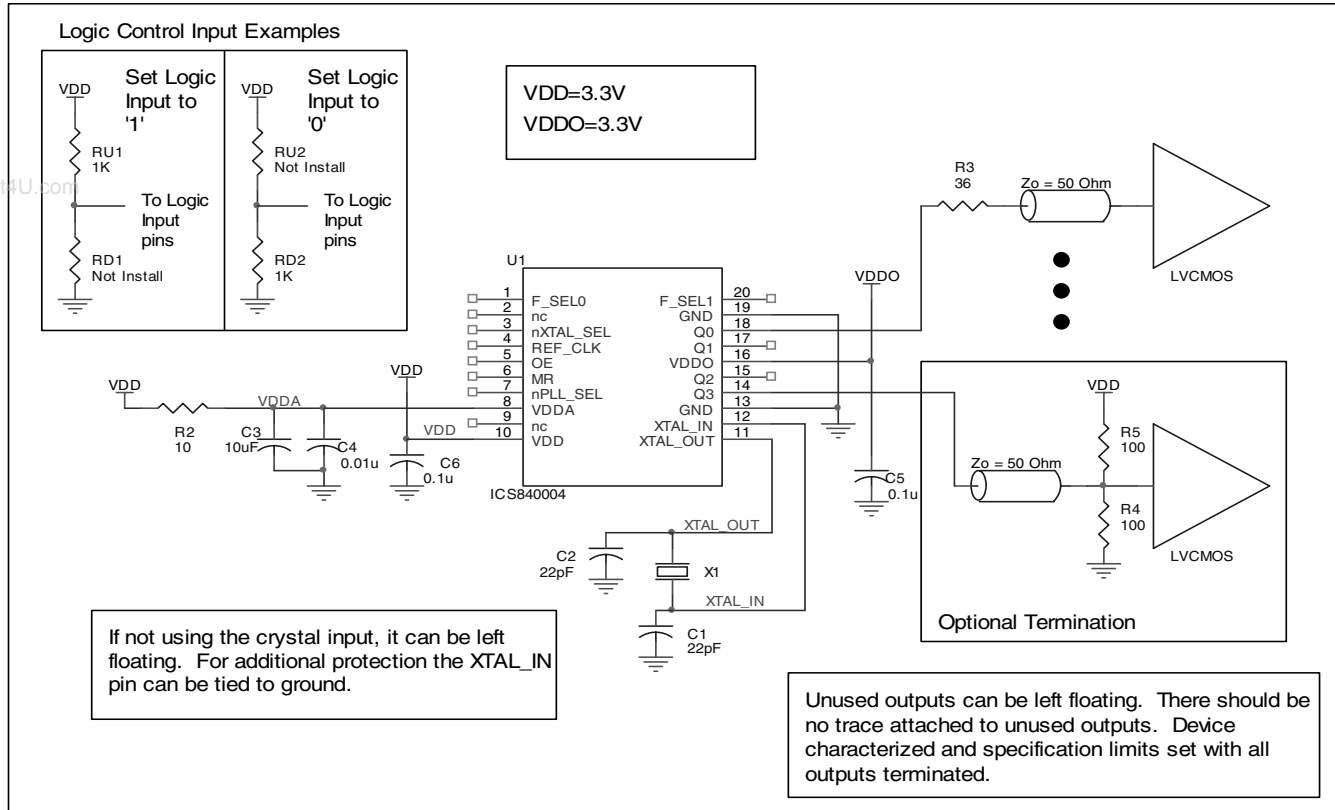 Logic Control Input Examples
Set Logic
Input to
'1'
VDD
RU1
1K
To Logic
Input
pins
RD1
Not Install
Set Logic
Input to
'0'
VDD
RU2
Not Install
To Logic
Input
pins
RD2
1K
t4U.com
VDD=3.3V
VDDO=3.3V
R3
36
Zo = 50 Ohm
LVCMOS
U1
1
F_SEL0
2
nc
3
nXTAL_SEL
4
REF_CLK
5
OE
6
MR
7
nPLL_SEL
8
VDDA
9
nc
10
VDD
20
F_SEL1
19
GND
18
Q0
17
Q1
16
VDDO
15
Q2
14
Q3
13
GND
12
XTAL_IN
11
XTAL_OUT
ICS840004
VDD
R2
10
VDDA
C3
10uF
C4
0.01u
VDD
VDD
C6
0.1u
VDDO
C5
0.1u
XTAL_OUT
C2
22pF
X1
XTAL_IN
C1
22pF
Zo = 50 Ohm
VDD
R5
100
R4
100
LVCMOS
Optional Termination
If not using the crystal input, it can be left
floating. For additional protection the XTAL_IN
pin can be tied to ground.
Unused outputs can be left floating. There should be
no trace attached to unused outputs. Device
characterized and specification limits set with all
outputs terminated.